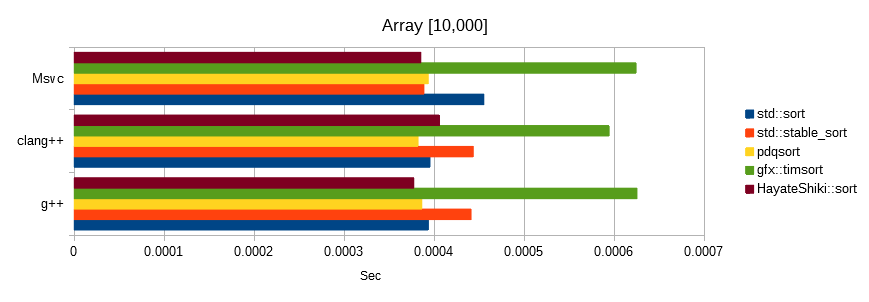 Array [10,000]
Msvc
clang++
g++
0 0.0001 0.0002 0.0003 0.0004 0.0005 0.0006 0.0007
Sec
std::sort
std::stable_sort
pdqsort
gfx::timsort
HayateShiki::sort